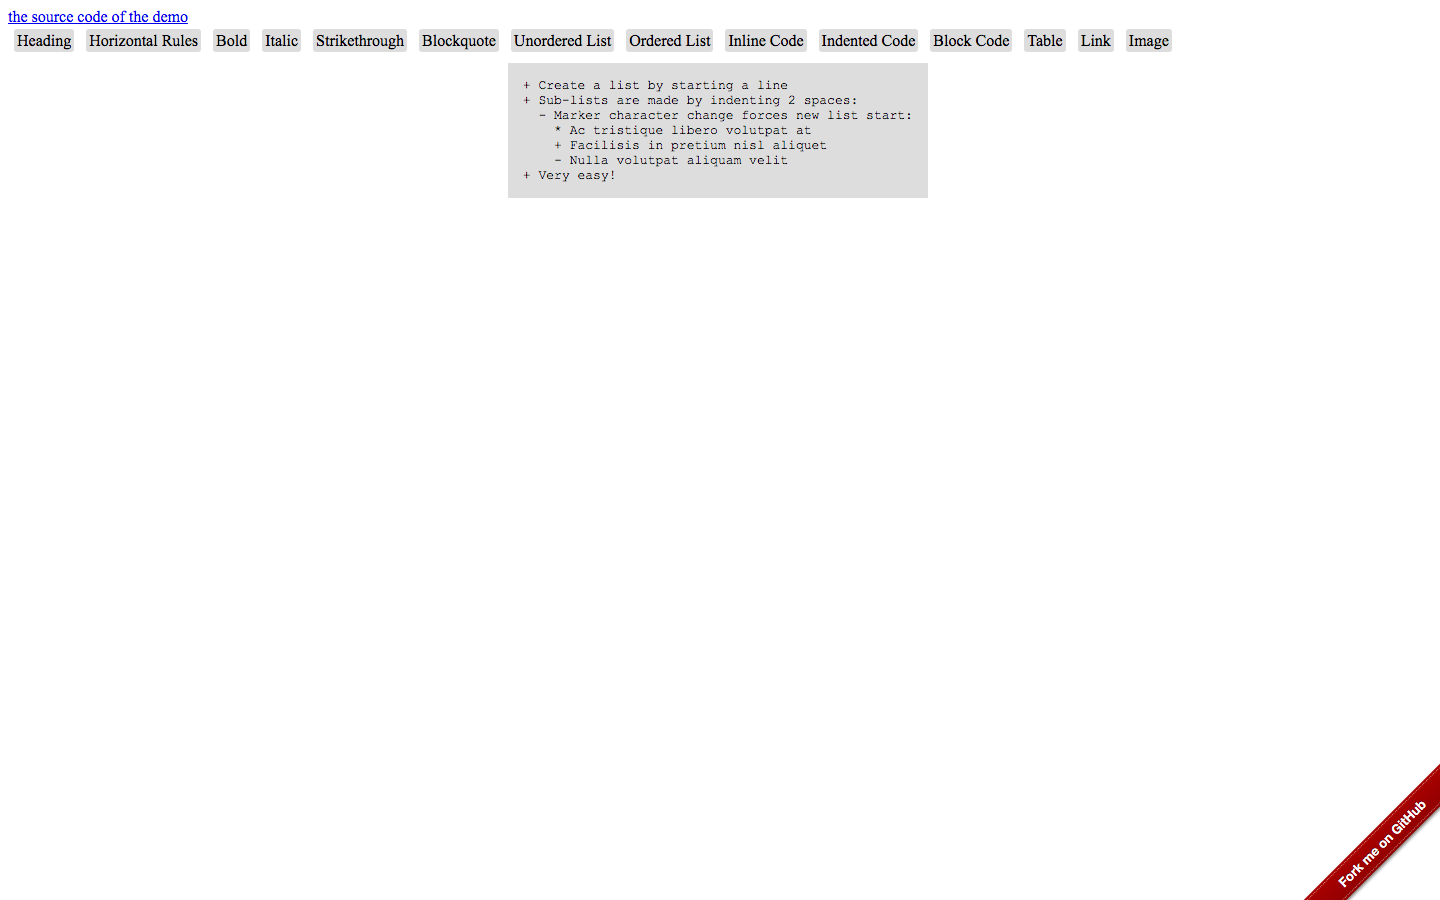 the source code of the demo
Heading Horizontal Rules Bold Italic Strikethrough Blockquote Unordered List Ordered List Inline Code Indented Code Block Code Table Link Image
+ Create a list by starting a line
+ Sub-lists are made by indenting 2 spaces:
  - Marker character change forces new list start:
    * Ac tristique libero volutpat at
    + Facilisis in pretium nisl aliquet
    - Nulla volutpat aliquam velit
+ Very easy!
Fork me on GitHub